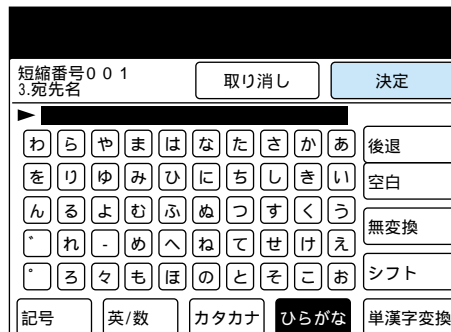 短縮番号001
3.宛先名
取り消し
決定
わ ら や ま は な た さ か あ 後退
を り ゆ み ひ に ち し き い 空白
ん る よ む ふ ぬ つ す く う 無変換
゛ れ - め へ ね て せ け え シフト
゜ ろ 々 も ほ の と そ こ お
記号 英/数 カタカナ ひらがな 単漢字変換